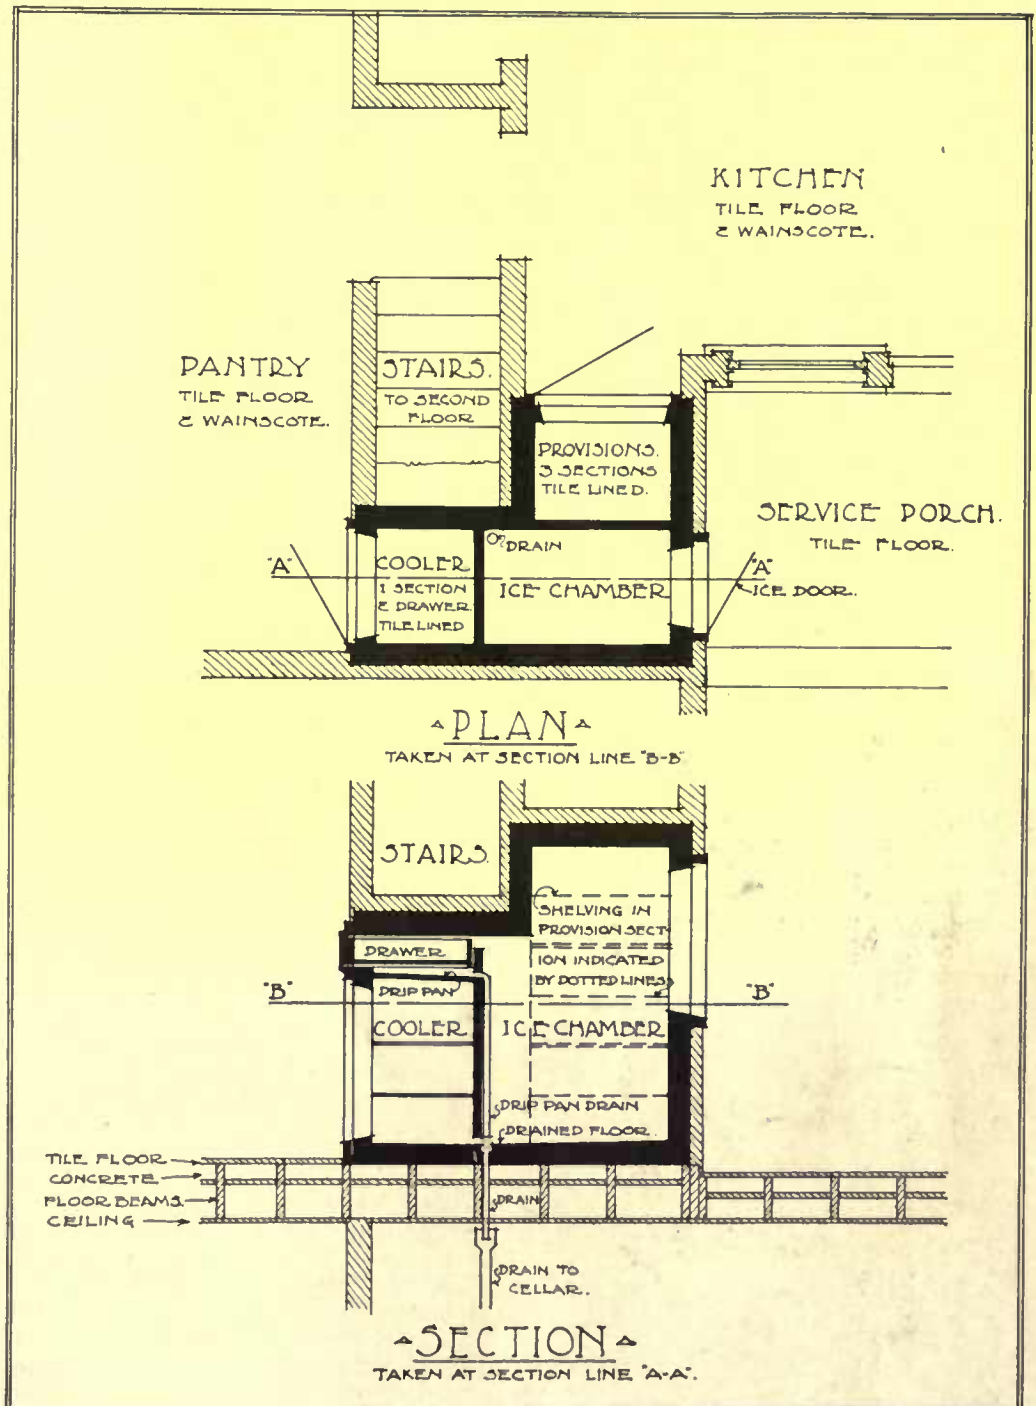 KITCHEN
TILE FLOOR
& WAINSCOTE.
PANTRY
TILE FLOOR
& WAINSCOTE.
STAIRS.
TO SECOND
FLOOR
PROVISIONS.
3 SECTIONS
TILE LINED.
SERVICE PORCH.
TILE FLOOR.
DRAIN
"A"
COOLER
1 SECTION
& DRAWER
TILE LINED
ICE CHAMBER
"A"
ICE DOOR.
PLAN
TAKEN AT SECTION LINE "B-B"
STAIRS.
SHELVING IN
PROVISION SECT-
ION INDICATED
BY DOTTED LINES
DRAWER
DRIP PAN
"B"
"B"
COOLER
ICE CHAMBER
DRIP PAN DRAIN
DRAINED FLOOR.
TILE FLOOR
CONCRETE
FLOOR BEAMS.
CEILING
DRAIN
DRAIN TO
CELLAR.
SECTION
TAKEN AT SECTION LINE "A-A".